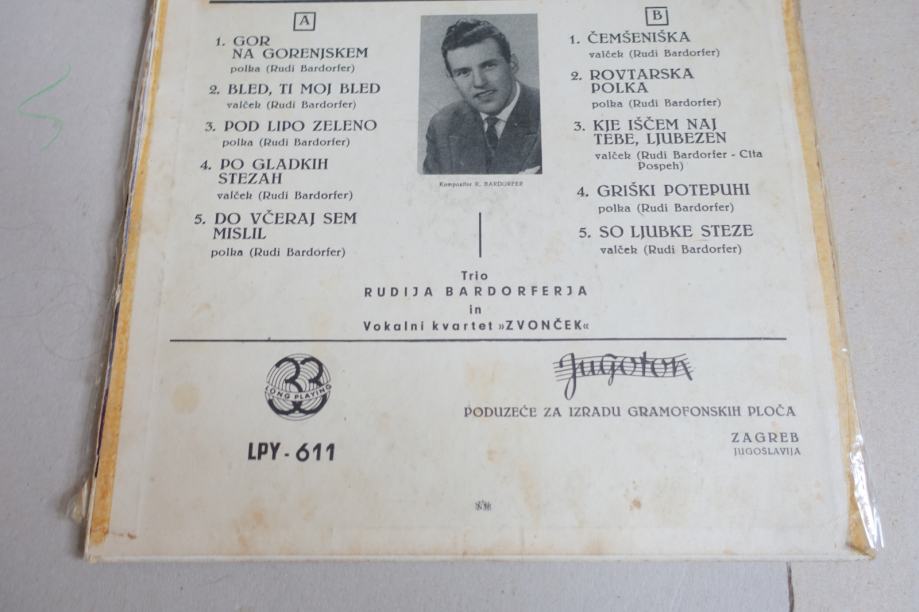 A
1. GOR
NA GORENJSKEM
polka (Rudi Bardorfer)
2. BLED, TI MOJ BLED
valček (Rudi Bardorfer)
3. POD LIPO ZELENO
polka (Rudi Bardorfer)
4. PO GLADKIH
STEZAH
valček (Rudi Bardorfer)
5. DO VČERAJ SEM
MISLIL
polka (Rudi Bardorfer)
Kompozitor R. BARDORFER
B
1. ČEMŠENIŠKA
valček (Rudi Bardorfer)
2. ROVTARSKA
POLKA
polka (Rudi Bardorfer)
3. KJE IŠČEM NAJ
TEBE, LJUBEZEN
valček (Rudi Bardorfer - Cita
Pospeh)
4. GRIŠKI POTEPUHI
polka (Rudi Bardorfer)
5. SO LJUBKE STEZE
valček (Rudi Bardorfer)
Trio
RUDIJA BARDORFERJA
in
Vokalni kvartet »ZVONČEK«
33
LONG PLAYING
LPY - 611
Jugoton
PODUZEĆE ZA IZRADU GRAMOFONSKIH PLOČA
ZAGREB
JUGOSLAVIJA